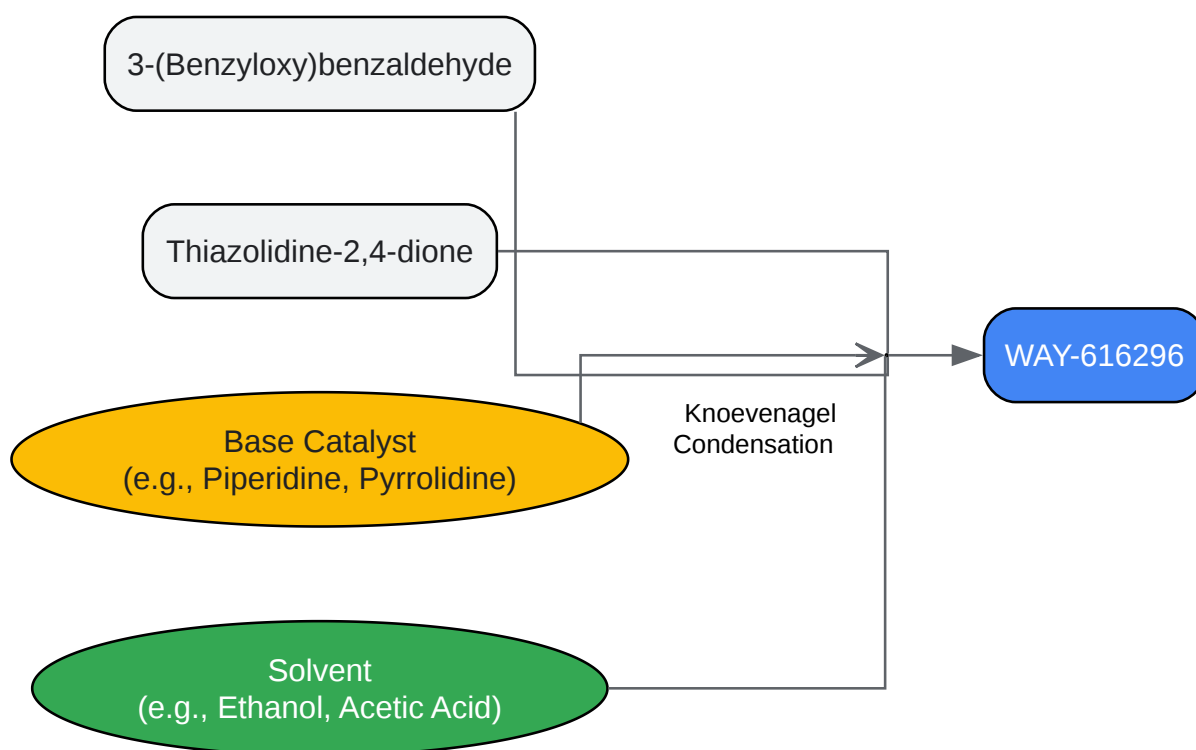 3-(Benzyloxy)benzaldehyde
Thiazolidine-2,4-dione
WAY-616296
Knoevenagel
Condensation
Base Catalyst
(e.g., Piperidine, Pyrrolidine)
Solvent
(e.g., Ethanol, Acetic Acid)